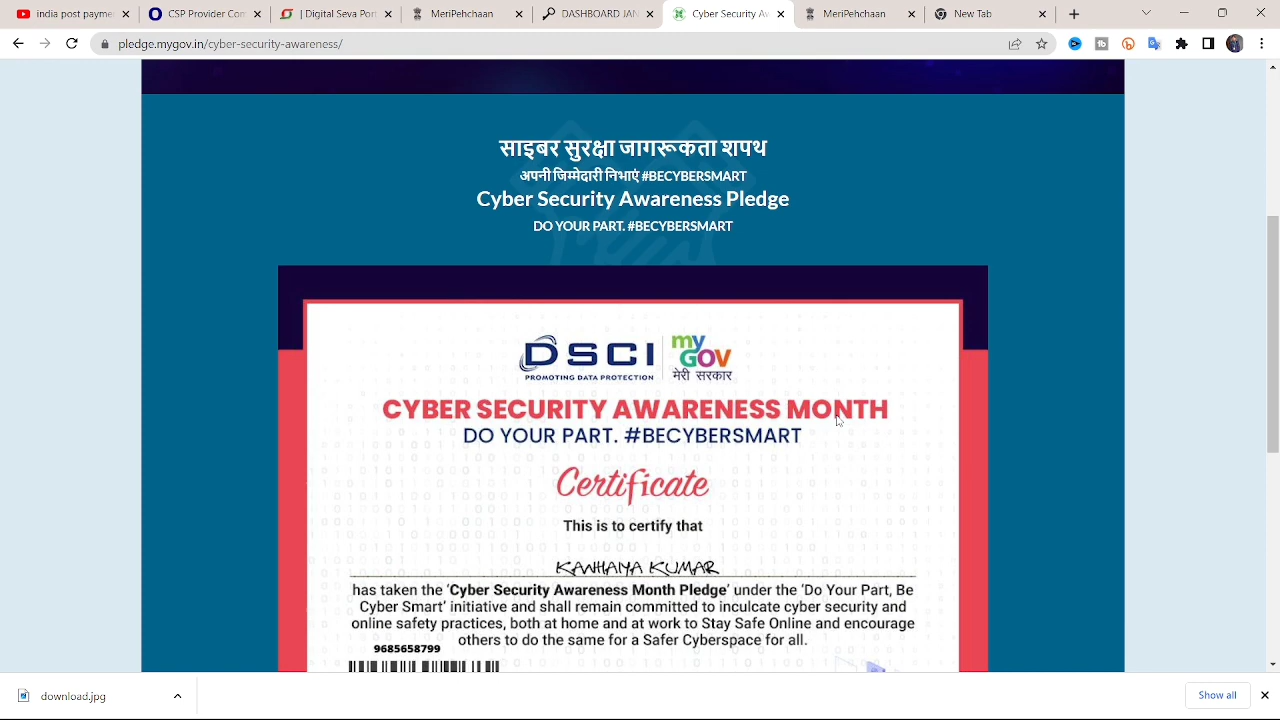 India post payme
CSP Provider Con
Digital Seva Port
Merchant
DASHBOARD JAN
Cyber Security Aw
Merchant
New Tab
pledge.mygov.in/cyber-security-awareness/
साइबर सुरक्षा जागरूकता शपथ
अपनी जिम्मेदारी निभाएं #BECYBERSMART
Cyber Security Awareness Pledge
DO YOUR PART. #BECYBERSMART
DSCI
PROMOTING DATA PROTECTION
my
GOV
मेरी सरकार
CYBER SECURITY AWARENESS MONTH
DO YOUR PART. #BECYBERSMART
Certificate
This is to certify that
KANHAIYA KUMAR
has taken the ‘Cyber Security Awareness Month Pledge’ under the ‘Do Your Part, Be
Cyber Smart’ initiative and shall remain committed to inculcate cyber security and
online safety practices, both at home and at work to Stay Safe Online and encourage
others to do the same for a Safer Cyberspace for all.
9685658799
download.jpg
Show all